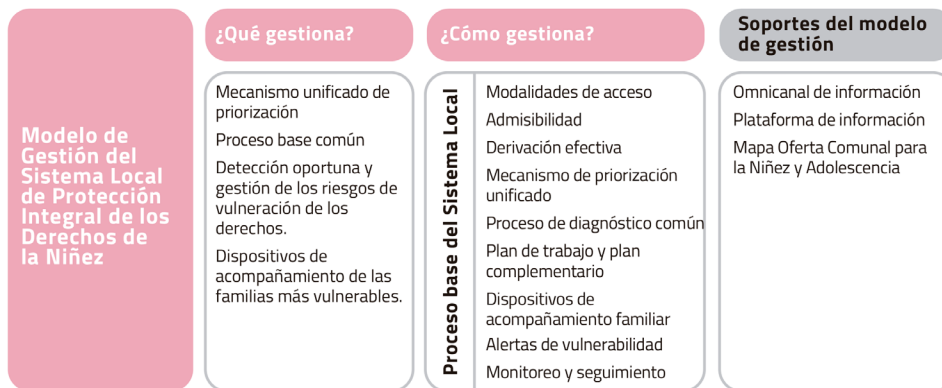 Modelo de
Gestión del
Sistema Local
de Protección
Integral de los
Derechos de
la Niñez
¿Qué gestiona?
Mecanismo unificado de
priorización
Proceso base común
Detección oportuna y
gestión de los riesgos de
vulneración de los
derechos.
Dispositivos de
acompañamiento de las
familias más vulnerables.
¿Cómo gestiona?
Proceso base del Sistema Local
Modalidades de acceso
Admisibilidad
Derivación efectiva
Mecanismo de priorización
unificado
Proceso de diagnóstico común
Plan de trabajo y plan
complementario
Dispositivos de
acompañamiento familiar
Alertas de vulnerabilidad
Monitoreo y seguimiento
Soportes del modelo
de gestión
Omnicanal de información
Plataforma de información
Mapa Oferta Comunal para
la Niñez y Adolescencia